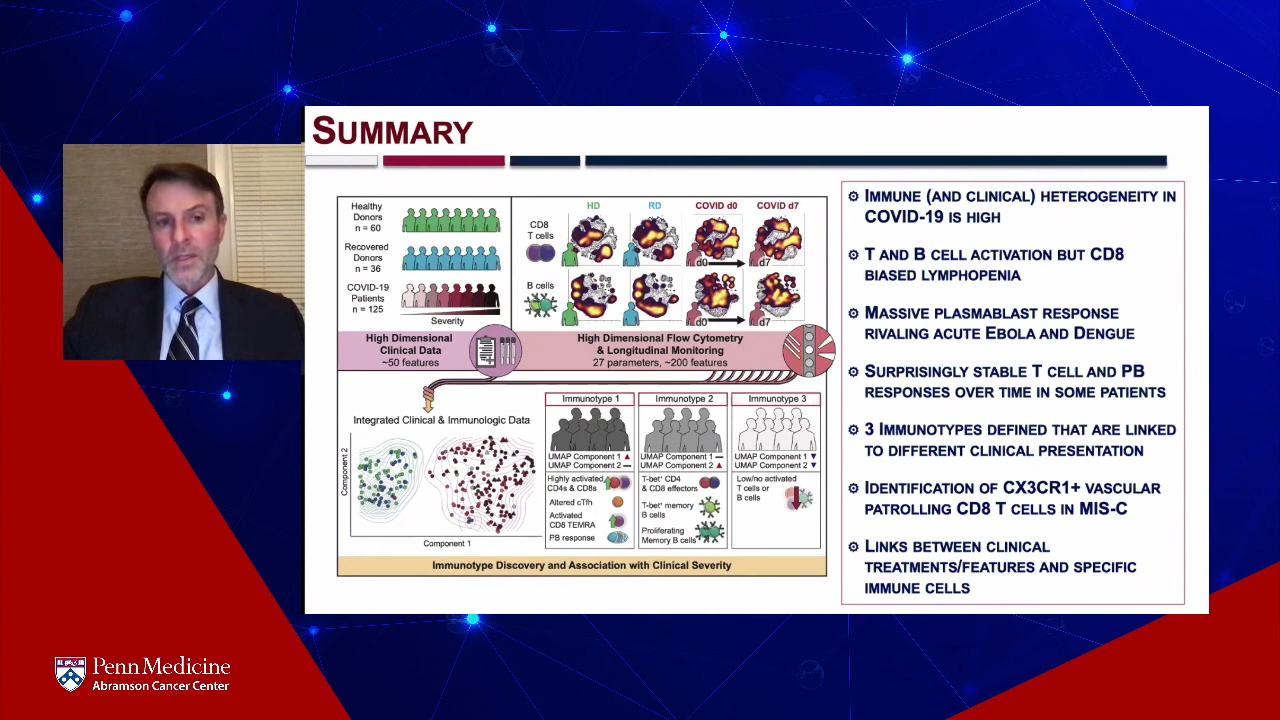 SUMMARY
Healthy
Donors
n = 60
Recovered
Donors
n = 36
COVID-19
Patients
n = 125
Severity
CD8
T cells
B cells
HD
RD
COVID d0
COVID d7
d0
d7
d0
d7
High Dimensional
Clinical Data
~50 features
High Dimensional Flow Cytometry
& Longitudinal Monitoring
27 parameters, ~200 features
Integrated Clinical & Immunologic Data
Component 2
Component 1
Immunotype 1
UMAP Component 1 ▲
UMAP Component 2 —
Highly activated
CD4s & CD8s
Altered cTfh
Activated
CD8 TEMRA
PB response
Immunotype 2
UMAP Component 1 —
UMAP Component 2 ▲
T-bet⁺ CD4
& CD8 effectors
T-bet⁺ memory
B cells
Proliferating
Memory B cells
Immunotype 3
UMAP Component 1 ▼
UMAP Component 2 ▼
Low/no activated
T cells or
B cells
Immunotype Discovery and Association with Clinical Severity
IMMUNE (AND CLINICAL) HETEROGENEITY IN
COVID-19 IS HIGH
T AND B CELL ACTIVATION BUT CD8
BIASED LYMPHOPENIA
MASSIVE PLASMABLAST RESPONSE
RIVALING ACUTE EBOLA AND DENGUE
SURPRISINGLY STABLE T CELL AND PB
RESPONSES OVER TIME IN SOME PATIENTS
3 IMMUNOTYPES DEFINED THAT ARE LINKED
TO DIFFERENT CLINICAL PRESENTATION
IDENTIFICATION OF CX3CR1+ VASCULAR
PATROLLING CD8 T CELLS IN MIS-C
LINKS BETWEEN CLINICAL
TREATMENTS/FEATURES AND SPECIFIC
IMMUNE CELLS
Penn Medicine
Abramson Cancer Center